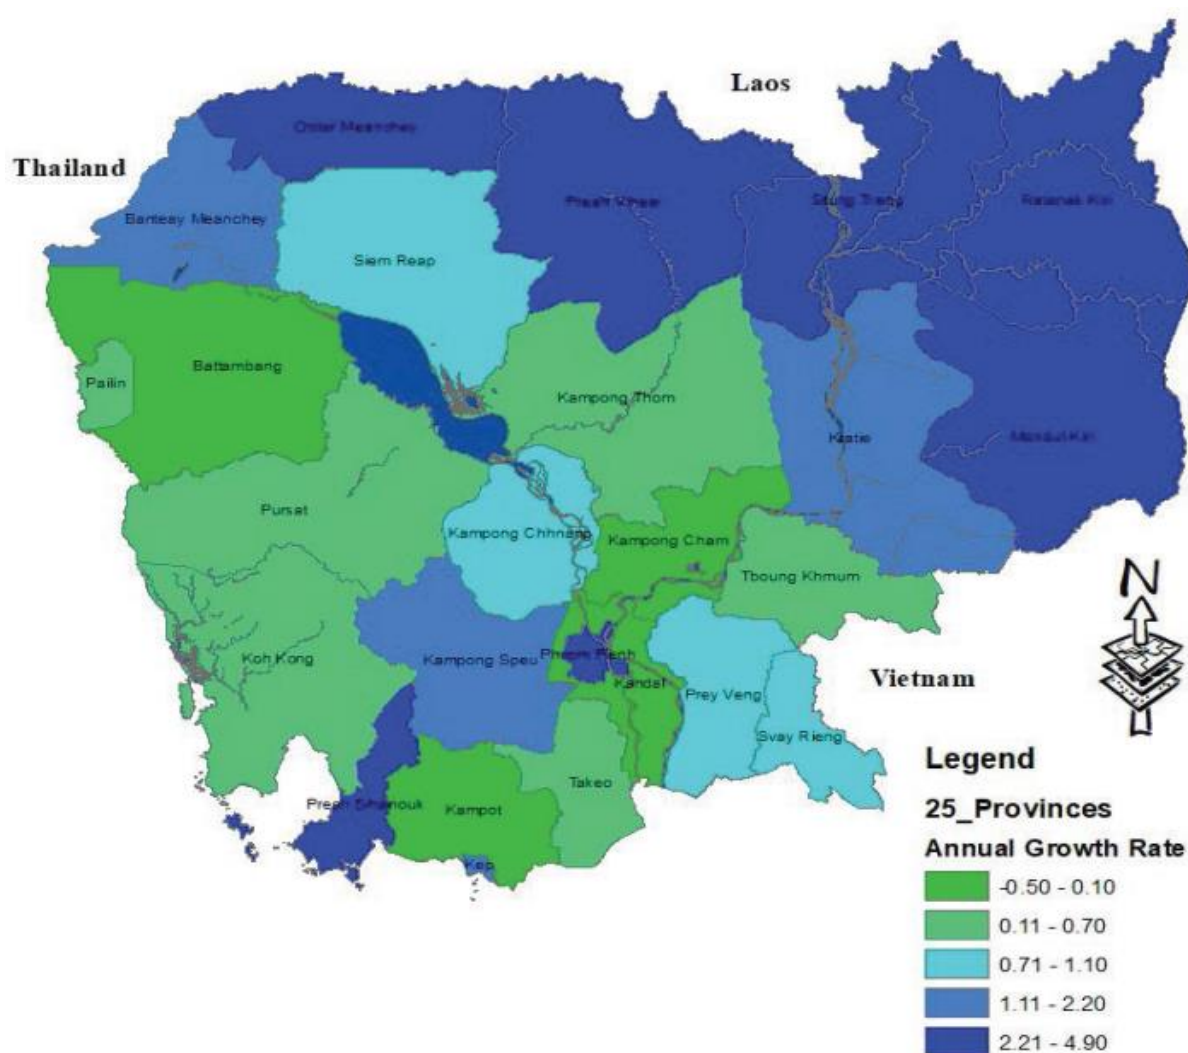 Laos
Oddar Meanchey
Thailand
Preah Vihear
Stung Treng
Ratanak Kiri
Banteay Meanchey
Siem Reap
Battambang
Pailin
Kampong Thom
Kratie
Mondul Kiri
Pursat
Kampong Chhnang
Kampong Cham
Tboung Khmum
N
Koh Kong
Kampong Speu
Phnom Penh
Kandal
Prey Veng
Vietnam
Svay Rieng
Takeo
Preah Sihanouk
Kampot
Kep
Legend
25_Provinces
Annual Growth Rate
-0.50 - 0.10
0.11 - 0.70
0.71 - 1.10
1.11 - 2.20
2.21 - 4.90